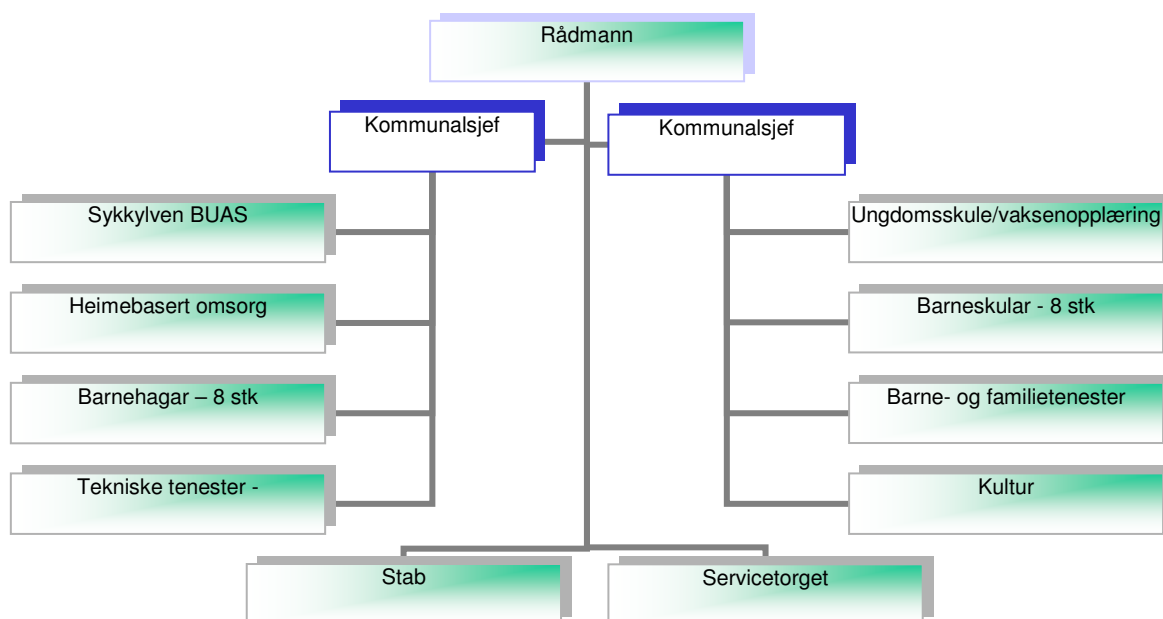 Rådmann
Kommunalsjef
Kommunalsjef
Sykkylven BUAS
Ungdomsskule/vaksenopplæring
Heimebasert omsorg
Barneskular - 8 stk
Barnehagar – 8 stk
Barne- og familietenester
Tekniske tenester -
Kultur
Stab
Servicetorget